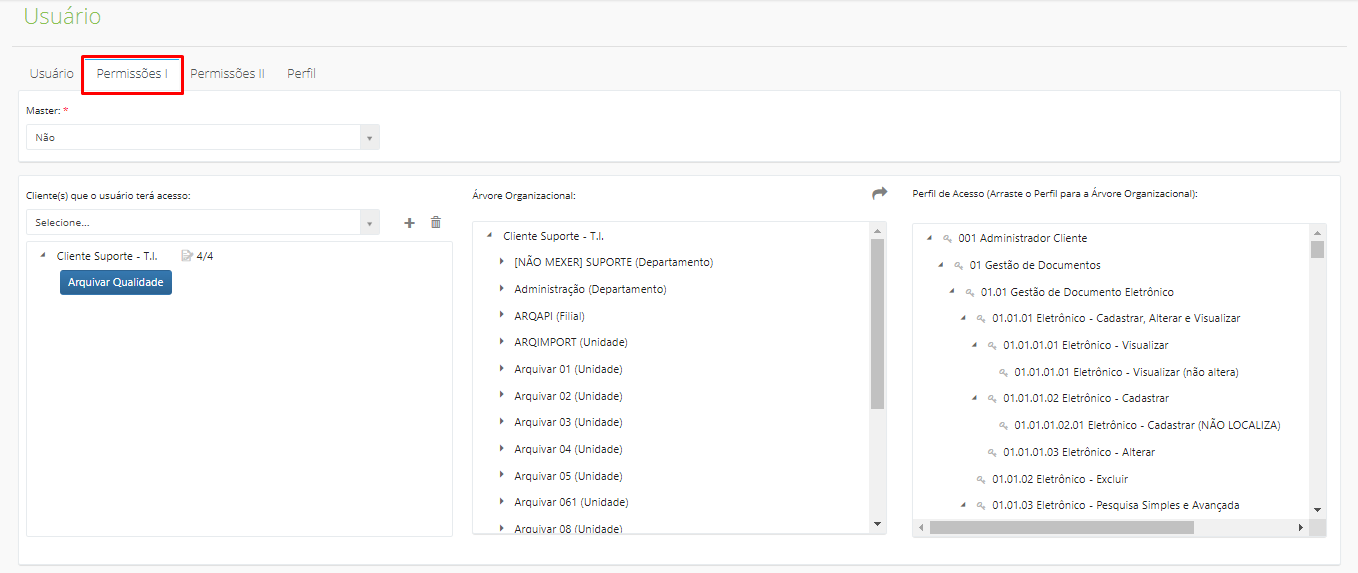 Usuário
Usuário Permissões I Permissões II Perfil
Master: *
Não
Cliente(s) que o usuário terá acesso:
Selecione...
Cliente Suporte - T.I. 4/4
Arquivar Qualidade
Árvore Organizacional:
Cliente Suporte - T.I.
[NÃO MEXER] SUPORTE (Departamento)
Administração (Departamento)
ARQAPI (Filial)
ARQIMPORT (Unidade)
Arquivar 01 (Unidade)
Arquivar 02 (Unidade)
Arquivar 03 (Unidade)
Arquivar 04 (Unidade)
Arquivar 05 (Unidade)
Arquivar 061 (Unidade)
Arquivar 08 (Unidade)
Perfil de Acesso (Arraste o Perfil para a Árvore Organizacional):
001 Administrador Cliente
01 Gestão de Documentos
01.01 Gestão de Documento Eletrônico
01.01.01 Eletrônico - Cadastrar, Alterar e Visualizar
01.01.01.01 Eletrônico - Visualizar
01.01.01.01 Eletrônico - Visualizar (não altera)
01.01.01.02 Eletrônico - Cadastrar
01.01.01.02.01 Eletrônico - Cadastrar (NÃO LOCALIZA)
01.01.01.03 Eletrônico - Alterar
01.01.02 Eletrônico - Excluir
01.01.03 Eletrônico - Pesquisa Simples e Avançada